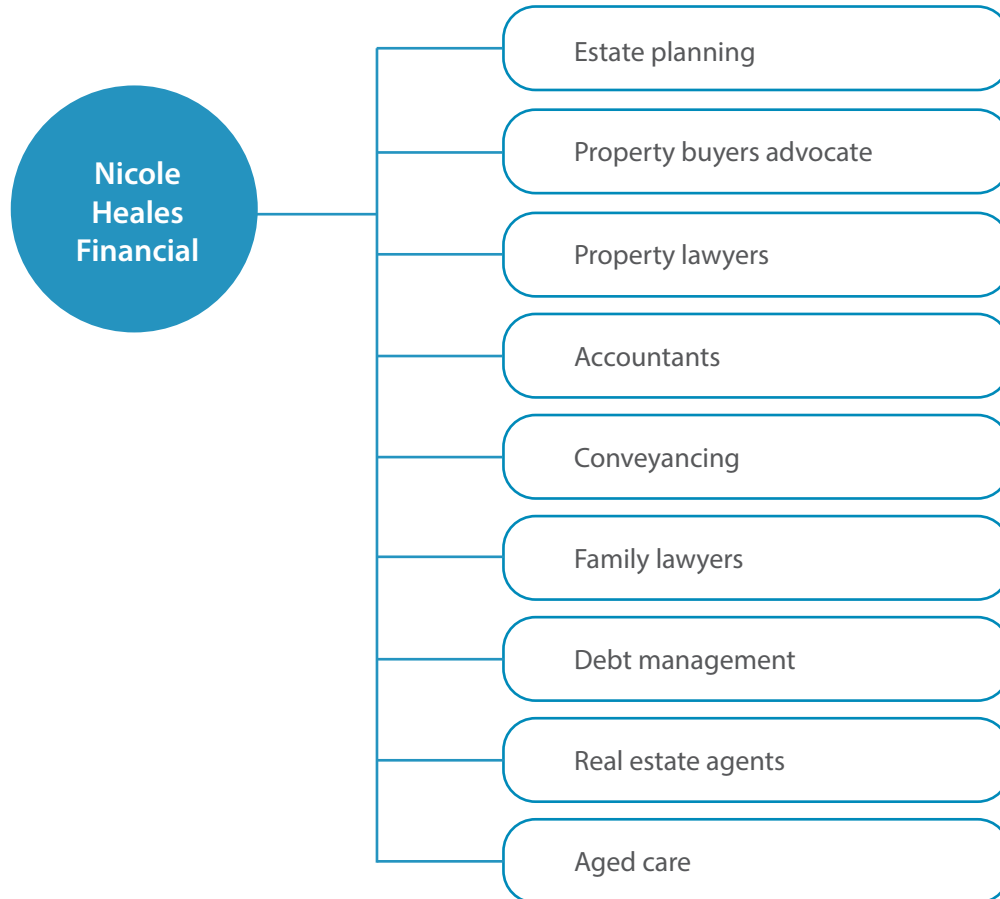 Nicole
Heales
Financial
Estate planning
Property buyers advocate
Property lawyers
Accountants
Conveyancing
Family lawyers
Debt management
Real estate agents
Aged care